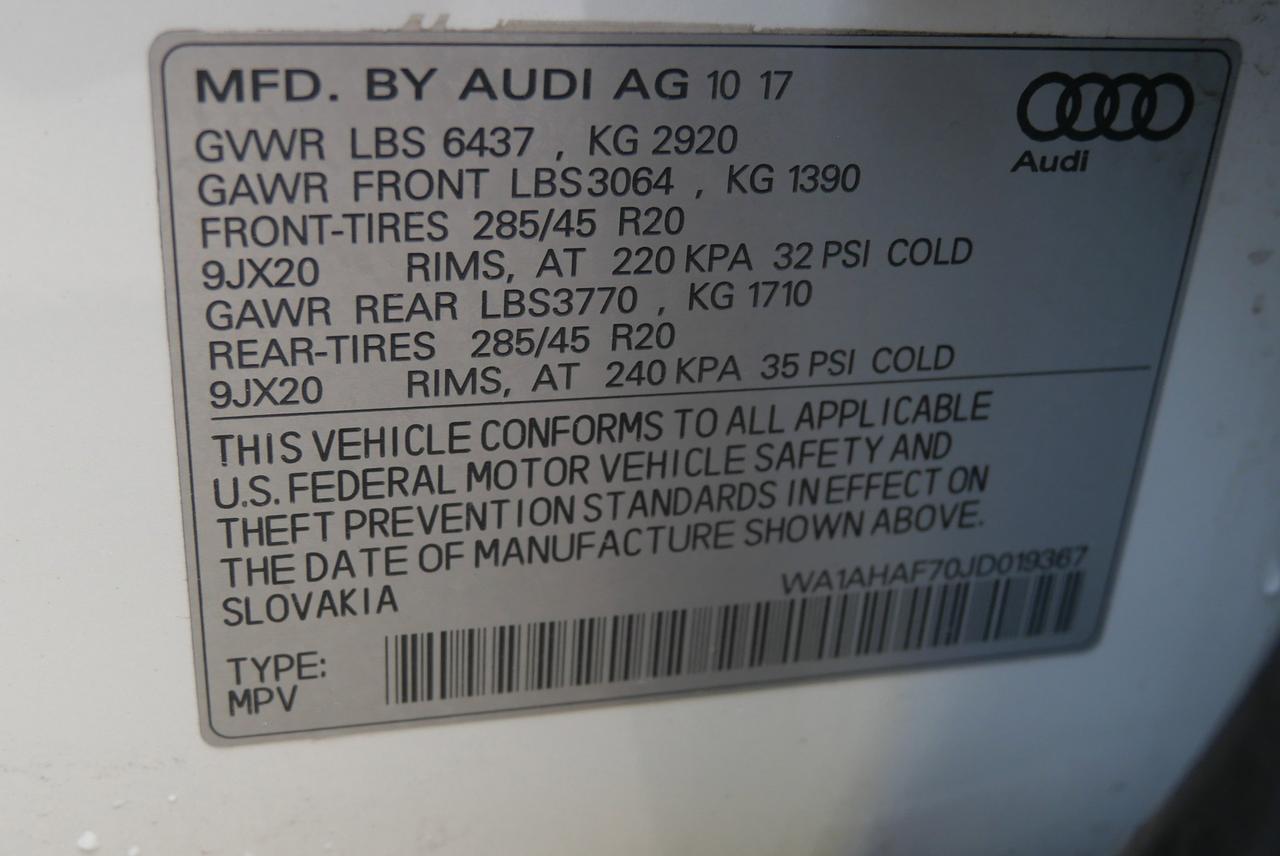 MFD. BY AUDI AG 10 17
Audi
GVWR LBS 6437 , KG 2920
GAWR FRONT LBS3064 , KG 1390
FRONT-TIRES 285/45 R20
9JX20 RIMS, AT 220 KPA 32 PSI COLD
GAWR REAR LBS3770 , KG 1710
REAR-TIRES 285/45 R20
9JX20 RIMS, AT 240 KPA 35 PSI COLD
THIS VEHICLE CONFORMS TO ALL APPLICABLE
U.S. FEDERAL MOTOR VEHICLE SAFETY AND
THEFT PREVENTION STANDARDS IN EFFECT ON
THE DATE OF MANUFACTURE SHOWN ABOVE.
SLOVAKIA
WA1AHAF70JD019367
TYPE:
MPV